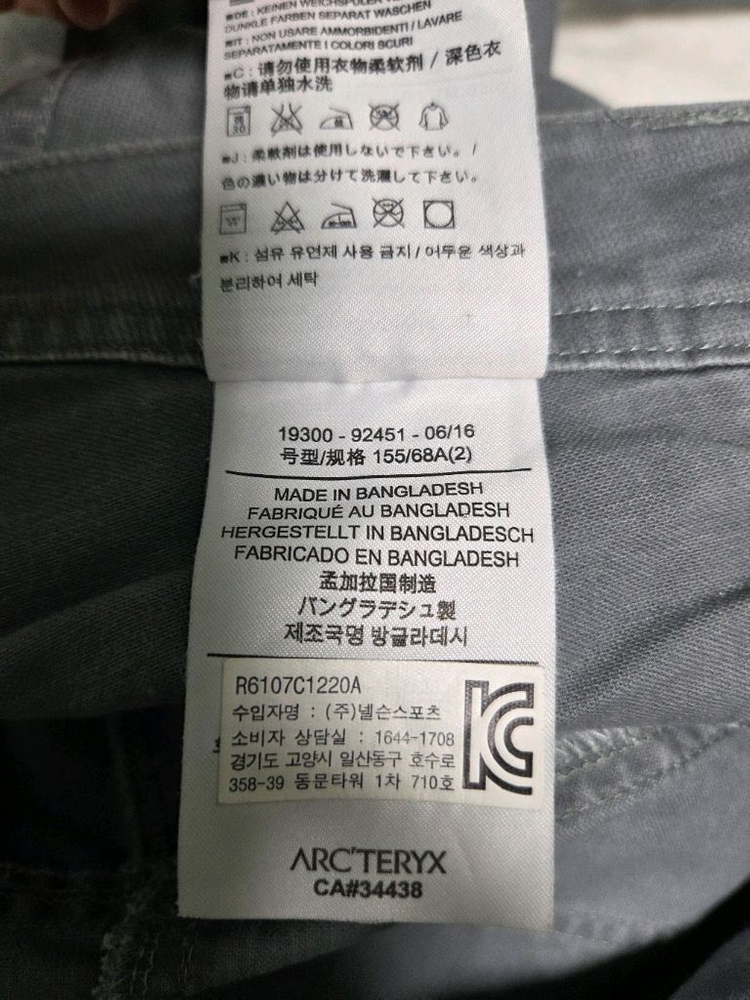 ■DE: KEINEN WEICHSPÜLER
DUNKLE FARBEN SEPARAT WASCHEN
■IT: NON USARE AMMORBIDENTI / LAVARE
SEPARATAMENTE I COLORI SCURI
■C: 请勿使用衣物柔软剂 / 深色衣
物请单独水洗
■J: 柔軟剤は使用しないで下さい。 /
色の濃い物は分けて洗濯して下さい。
■K: 섬유 유연제 사용 금지 / 어두운 색상과
분리하여 세탁
19300 - 92451 - 06/16
号型/规格 155/68A(2)
MADE IN BANGLADESH
FABRIQUÉ AU BANGLADESH
HERGESTELLT IN BANGLADESCH
FABRICADO EN BANGLADESH
孟加拉国制造
バングラデシュ製
제조국명 방글라데시
R6107C1220A
수입자명 : (주)넬슨스포츠
소비자 상담실 : 1644-1708
경기도 고양시 일산동구 호수로
358-39 동문타워 1차 710호
KC
ARC'TERYX
CA#34438